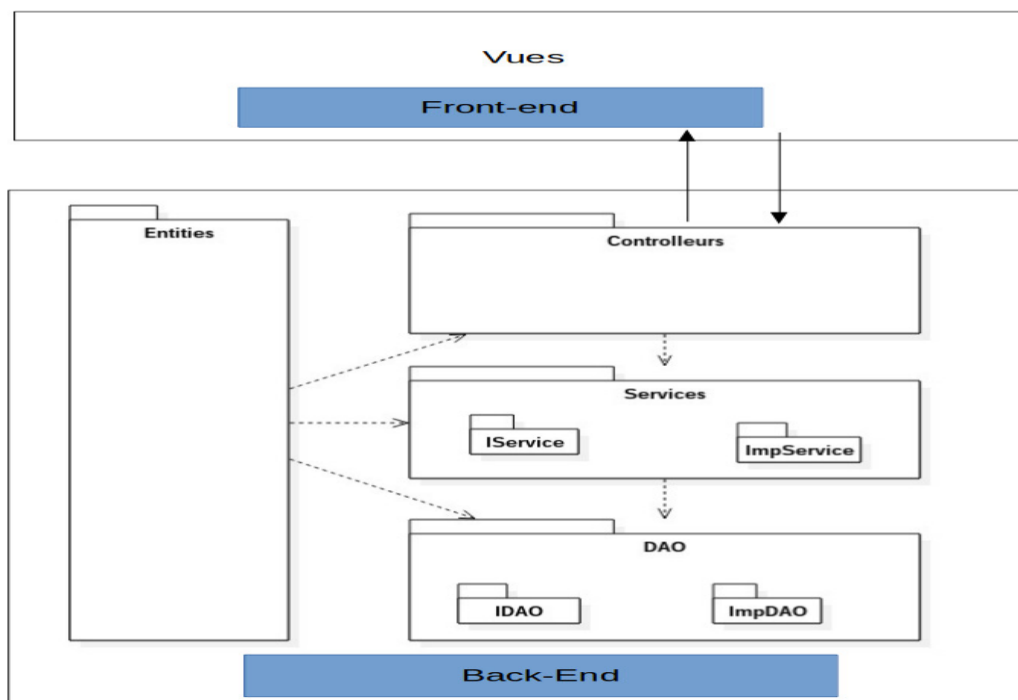 Vues
Front-end
Entities
Controlleurs
Services
IService
ImpService
DAO
IDAO
ImpDAO
Back-End